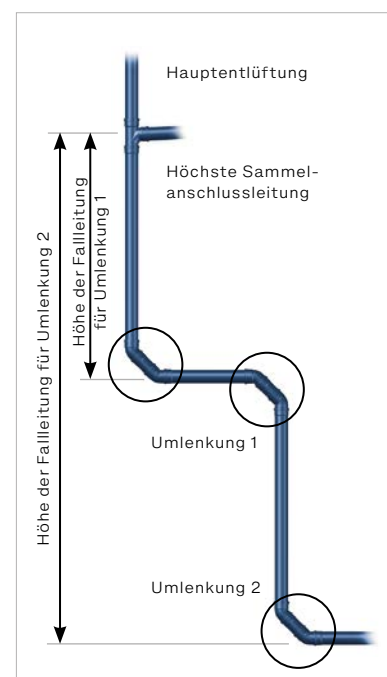 Hauptentlüftung
Höchste Sammel-
anschlussleitung
Höhe der Fallleitung
für Umlenkung 1
Höhe der Fallleitung für Umlenkung 2
Umlenkung 1
Umlenkung 2